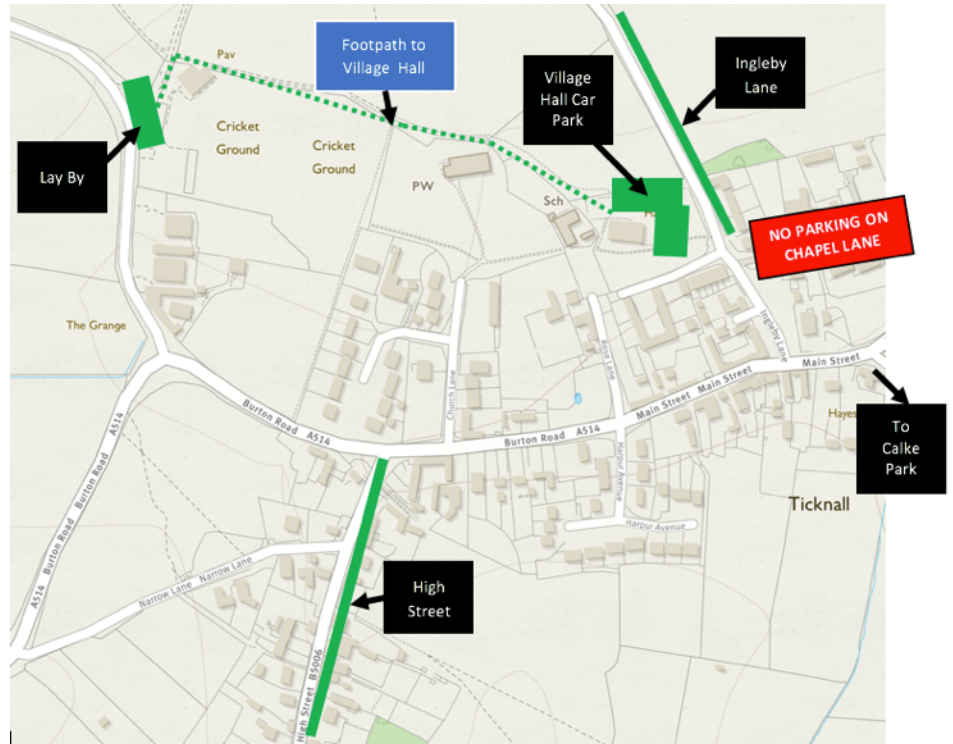 Pav
Footpath to
Village Hall
Village
Hall Car
Park
Ingleby
Lane
Lay By
Cricket
Ground
Cricket
Ground
PW
Sch
NO PARKING ON
CHAPEL LANE
The Grange
Ingleby Lane
Rose Lane
Church Lane
Main Street
Main Street
Main Street
Burton Road A514
Burton Road A514
Hayes
To
Calke
Park
Harpur Avenue
Harpur Avenue
Ticknall
A514 Burton Road Burton Road A514
Narrow Lane Narrow Lane
High
Street
High Street B5006